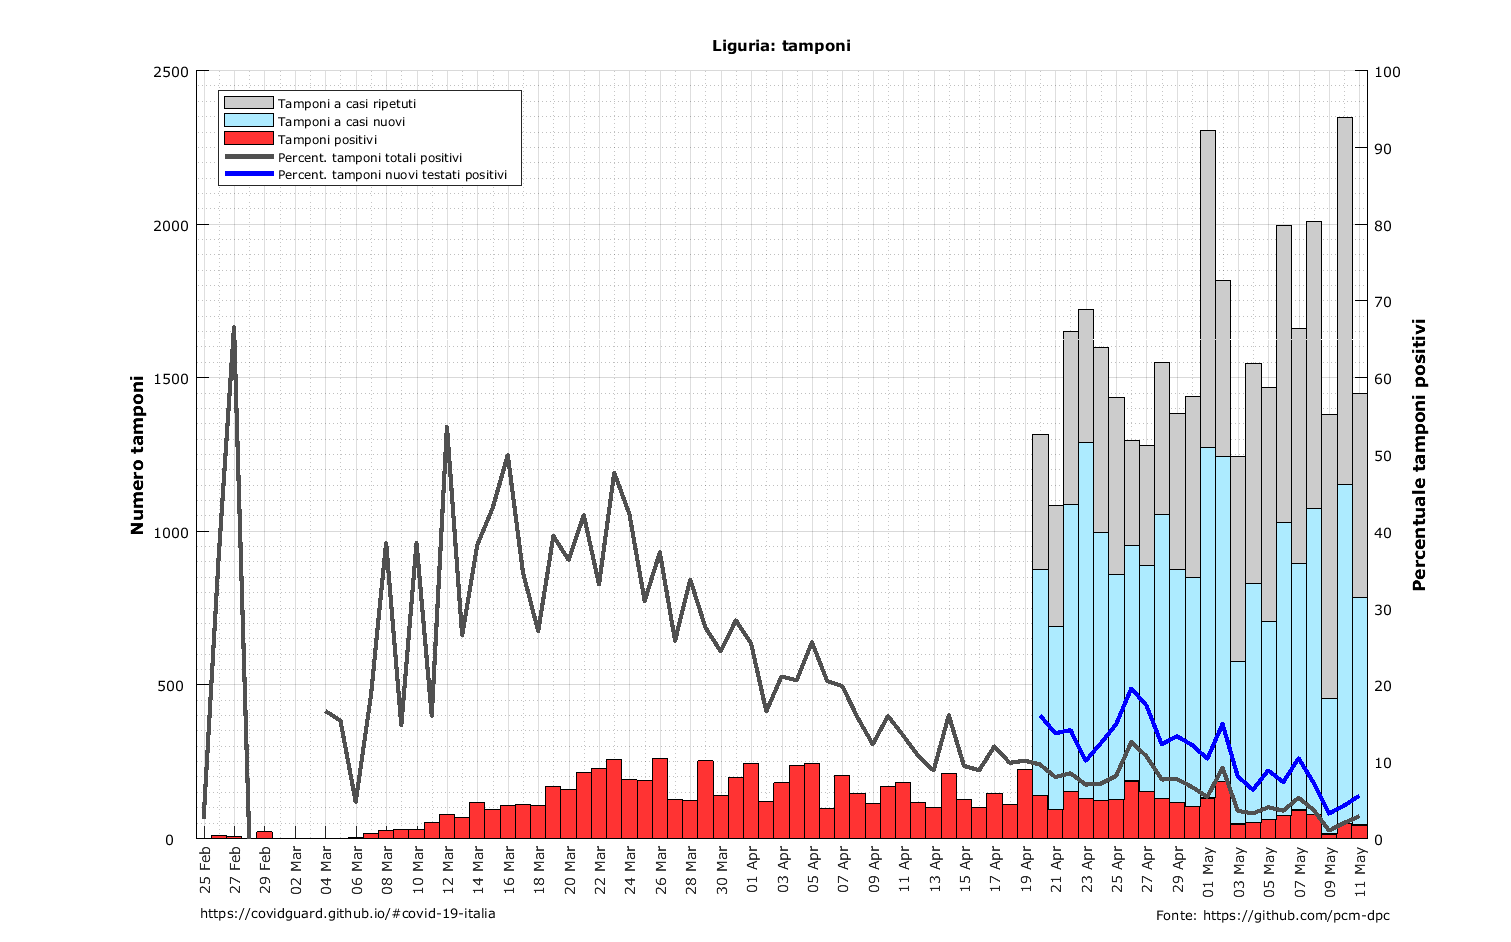 Liguria: tamponi
2500
2000
1500
1000
500
0
Numero tamponi
100
90
80
70
60
50
40
30
20
10
0
Percentuale tamponi positivi
Tamponi a casi ripetuti
Tamponi a casi nuovi
Tamponi positivi
Percent. tamponi totali positivi
Percent. tamponi nuovi testati positivi
25 Feb
27 Feb
29 Feb
02 Mar
04 Mar
06 Mar
08 Mar
10 Mar
12 Mar
14 Mar
16 Mar
18 Mar
20 Mar
22 Mar
24 Mar
26 Mar
28 Mar
30 Mar
01 Apr
03 Apr
05 Apr
07 Apr
09 Apr
11 Apr
13 Apr
15 Apr
17 Apr
19 Apr
21 Apr
23 Apr
25 Apr
27 Apr
29 Apr
01 May
03 May
05 May
07 May
09 May
11 May
https://covidguard.github.io/#covid-19-italia
Fonte: https://github.com/pcm-dpc